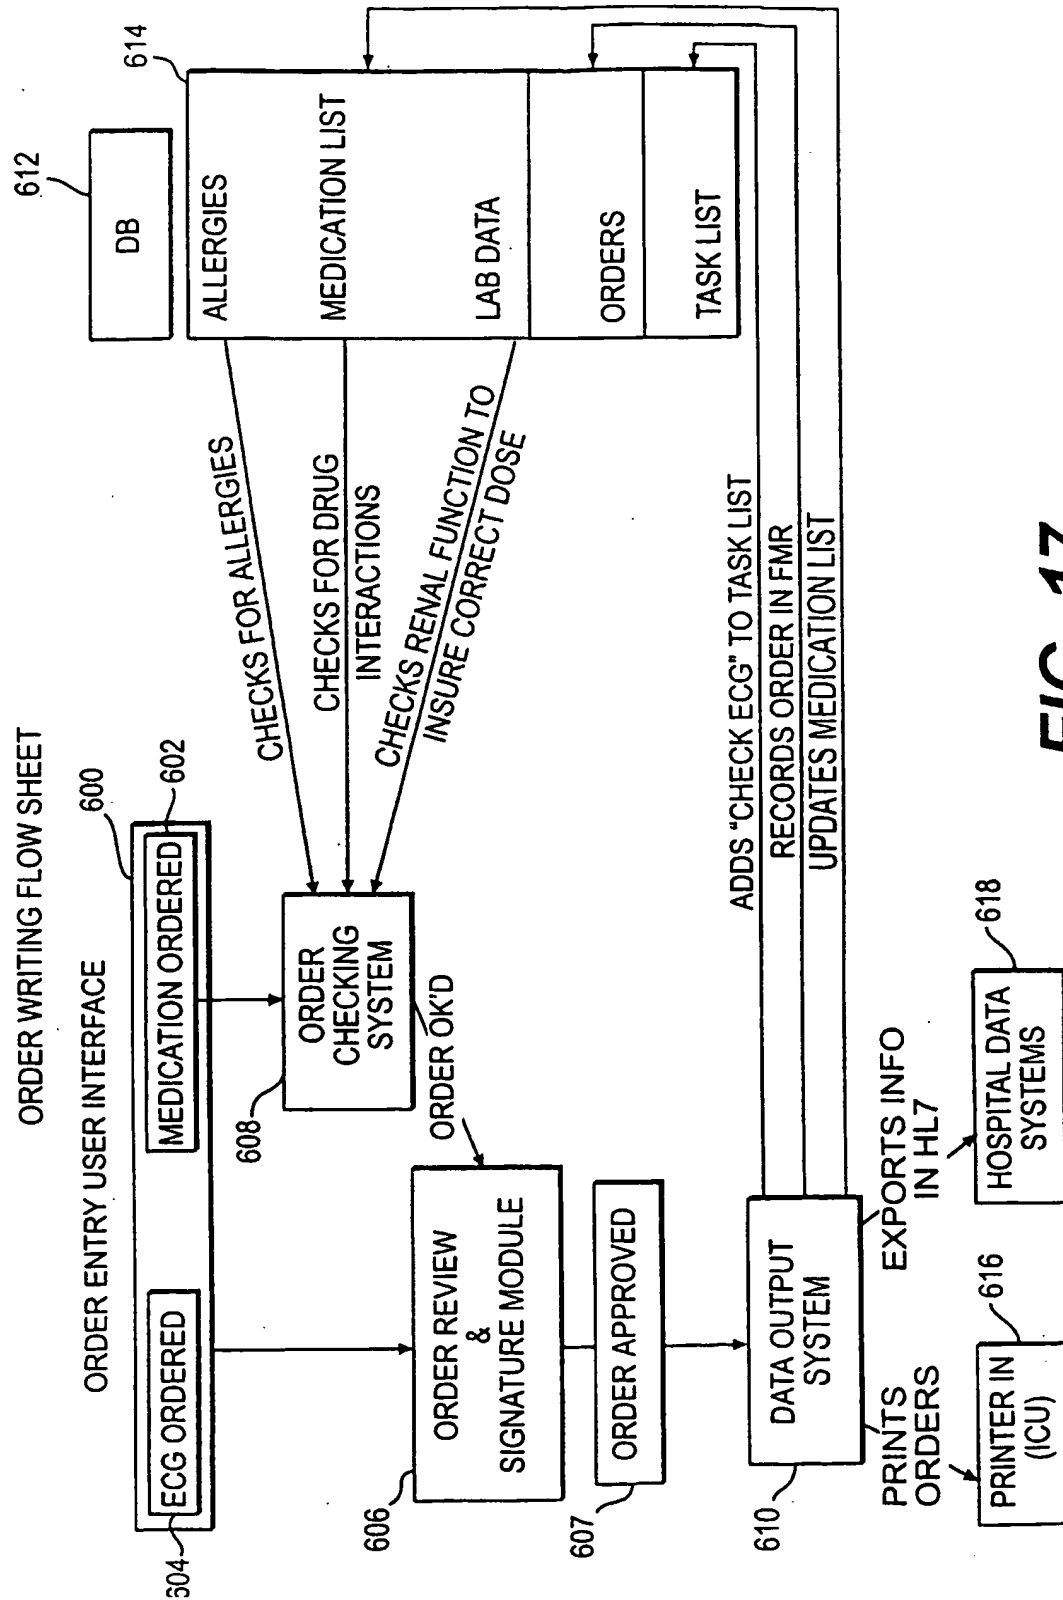 ORDER WRITING FLOW SHEET
ORDER ENTRY USER INTERFACE
600
ECG ORDERED
604
MEDICATION ORDERED
602
612
DB
614
ALLERGIES
MEDICATION LIST
LAB DATA
ORDERS
TASK LIST
CHECKS FOR ALLERGIES
CHECKS FOR DRUG
INTERACTIONS
CHECKS RENAL FUNCTION TO
INSURE CORRECT DOSE
608
ORDER
CHECKING
SYSTEM
ORDER OK'D
606
ORDER REVIEW
&
SIGNATURE MODULE
607
ORDER APPROVED
610
DATA OUTPUT
SYSTEM
ADDS "CHECK ECG" TO TASK LIST
RECORDS ORDER IN FMR
UPDATES MEDICATION LIST
PRINTS
ORDERS
EXPORTS INFO
IN HL7
616
PRINTER IN
(ICU)
618
HOSPITAL DATA
SYSTEMS
FIG. 17